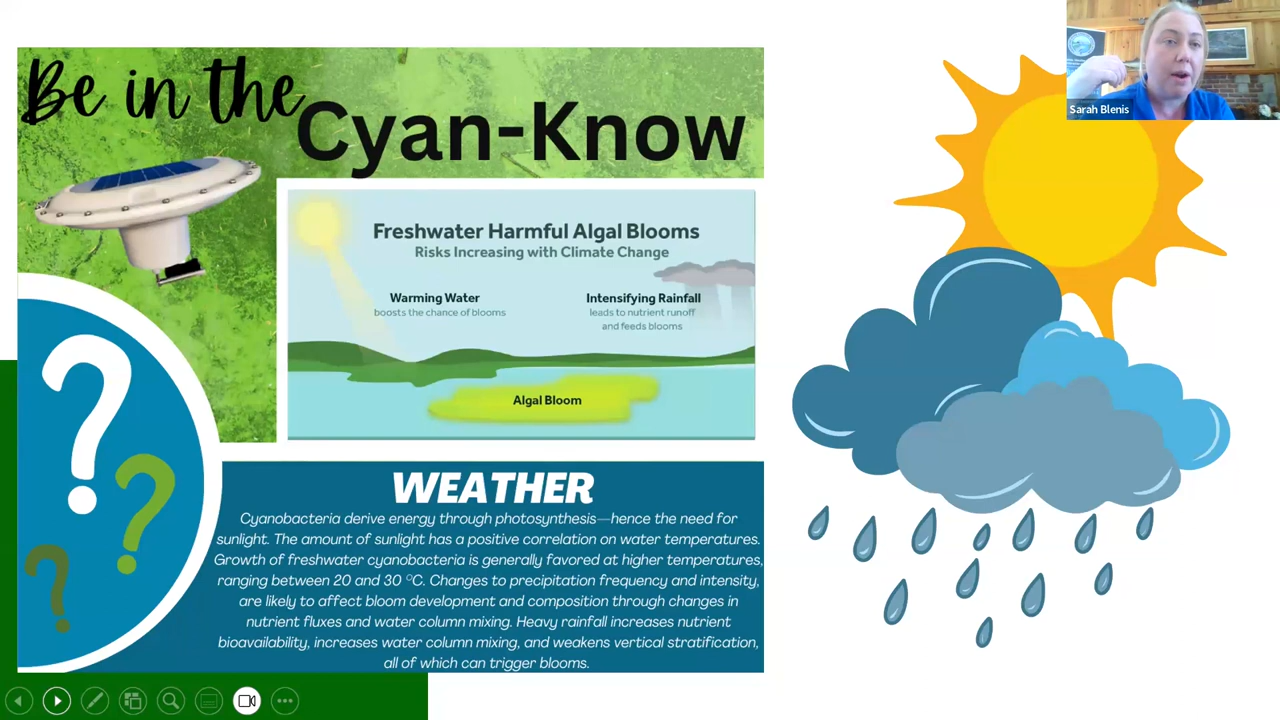 Be in the
Cyan-Know
Sarah Blenis
Freshwater Harmful Algal Blooms
Risks Increasing with Climate Change
Warming Water
boosts the chance of blooms
Intensifying Rainfall
leads to nutrient runoff
and feeds blooms
Algal Bloom
? ? ?
WEATHER
Cyanobacteria derive energy through photosynthesis—hence the need for
sunlight. The amount of sunlight has a positive correlation on water temperatures.
Growth of freshwater cyanobacteria is generally favored at higher temperatures,
ranging between 20 and 30 °C. Changes to precipitation frequency and intensity,
are likely to affect bloom development and composition through changes in
nutrient fluxes and water column mixing. Heavy rainfall increases nutrient
bioavailability, increases water column mixing, and weakens vertical stratification,
all of which can trigger blooms.